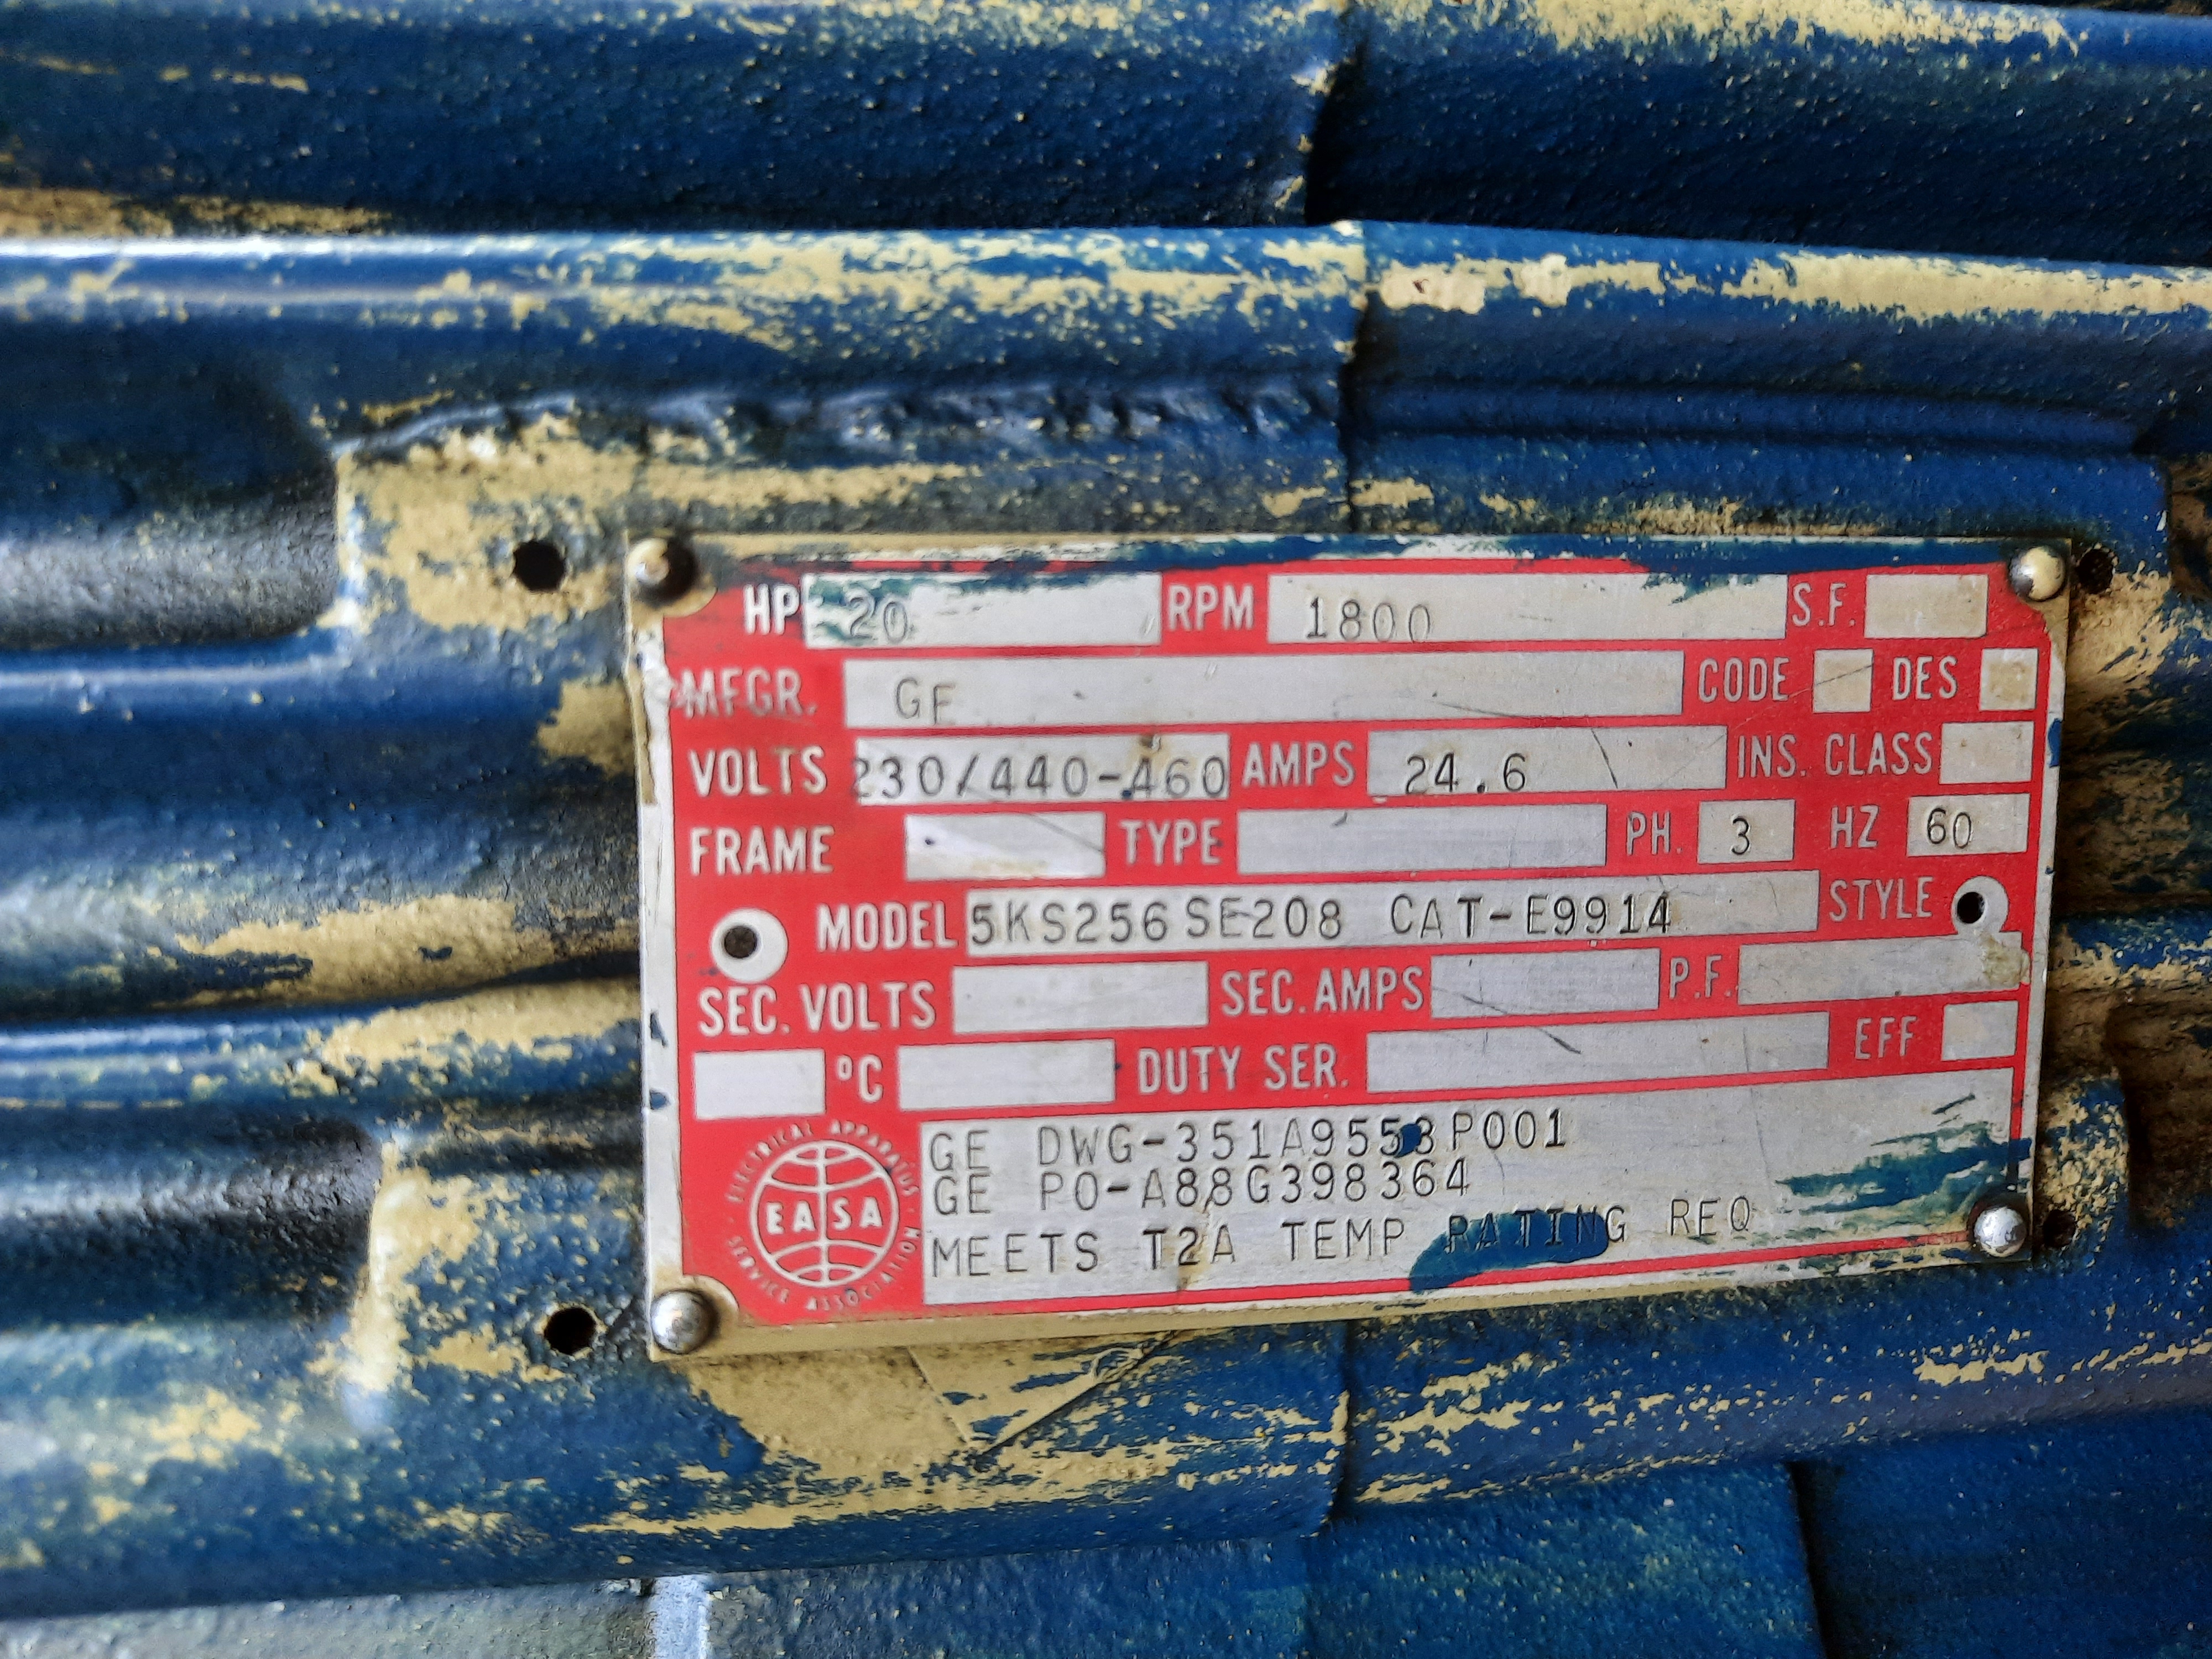 HP 20 RPM 1800 S.F.
MFGR. GE CODE DES
VOLTS 230/440-460 AMPS 24.6 INS. CLASS
FRAME TYPE PH. 3 HZ 60
MODEL 5KS256SE208 CAT-E9914 STYLE
SEC. VOLTS SEC. AMPS P.F.
°C DUTY SER. EFF
ELECTRICAL APPARATUS
EASA
SERVICE ASSOCIATION
GE DWG-351A9553P001
GE PO-A88G398364
MEETS T2A TEMP RATING REQ